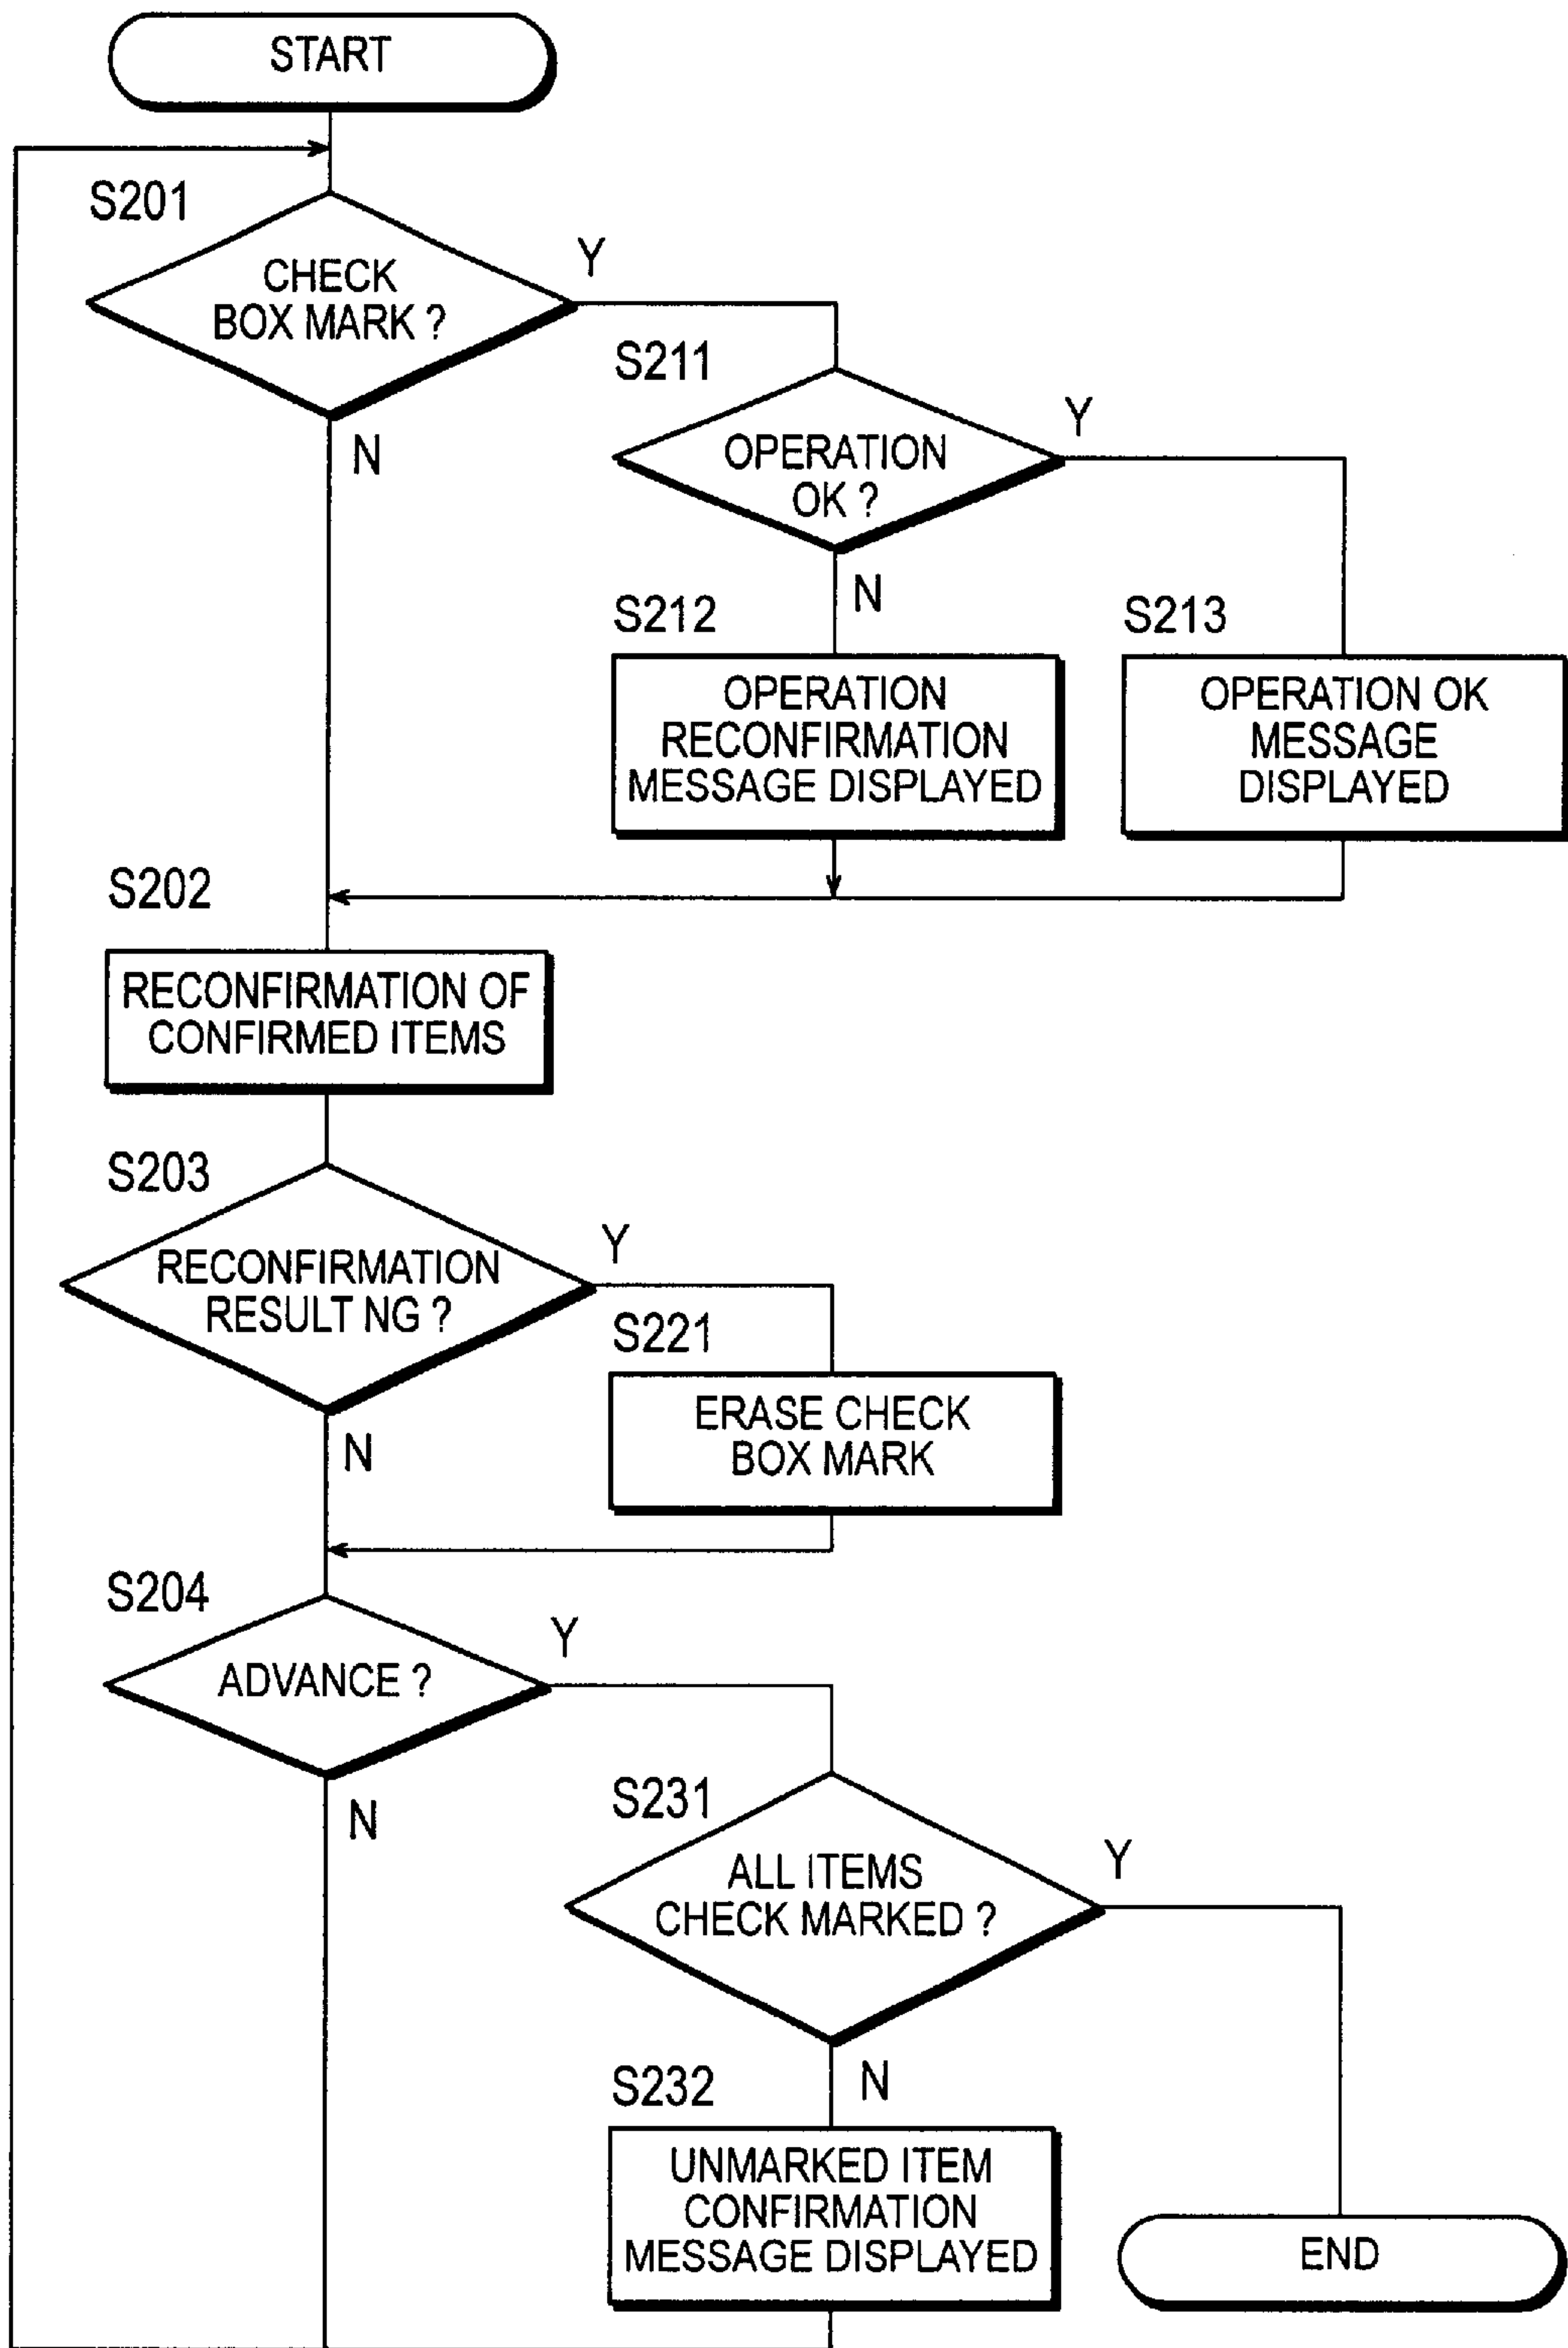 START
S201
CHECK
BOX MARK ?
Y
N
S211
OPERATION
OK ?
Y
N
S212
OPERATION
RECONFIRMATION
MESSAGE DISPLAYED
S213
OPERATION OK
MESSAGE
DISPLAYED
S202
RECONFIRMATION OF
CONFIRMED ITEMS
S203
RECONFIRMATION
RESULT NG ?
Y
N
S221
ERASE CHECK
BOX MARK
S204
ADVANCE ?
Y
N
S231
ALL ITEMS
CHECK MARKED ?
Y
N
S232
UNMARKED ITEM
CONFIRMATION
MESSAGE DISPLAYED
END